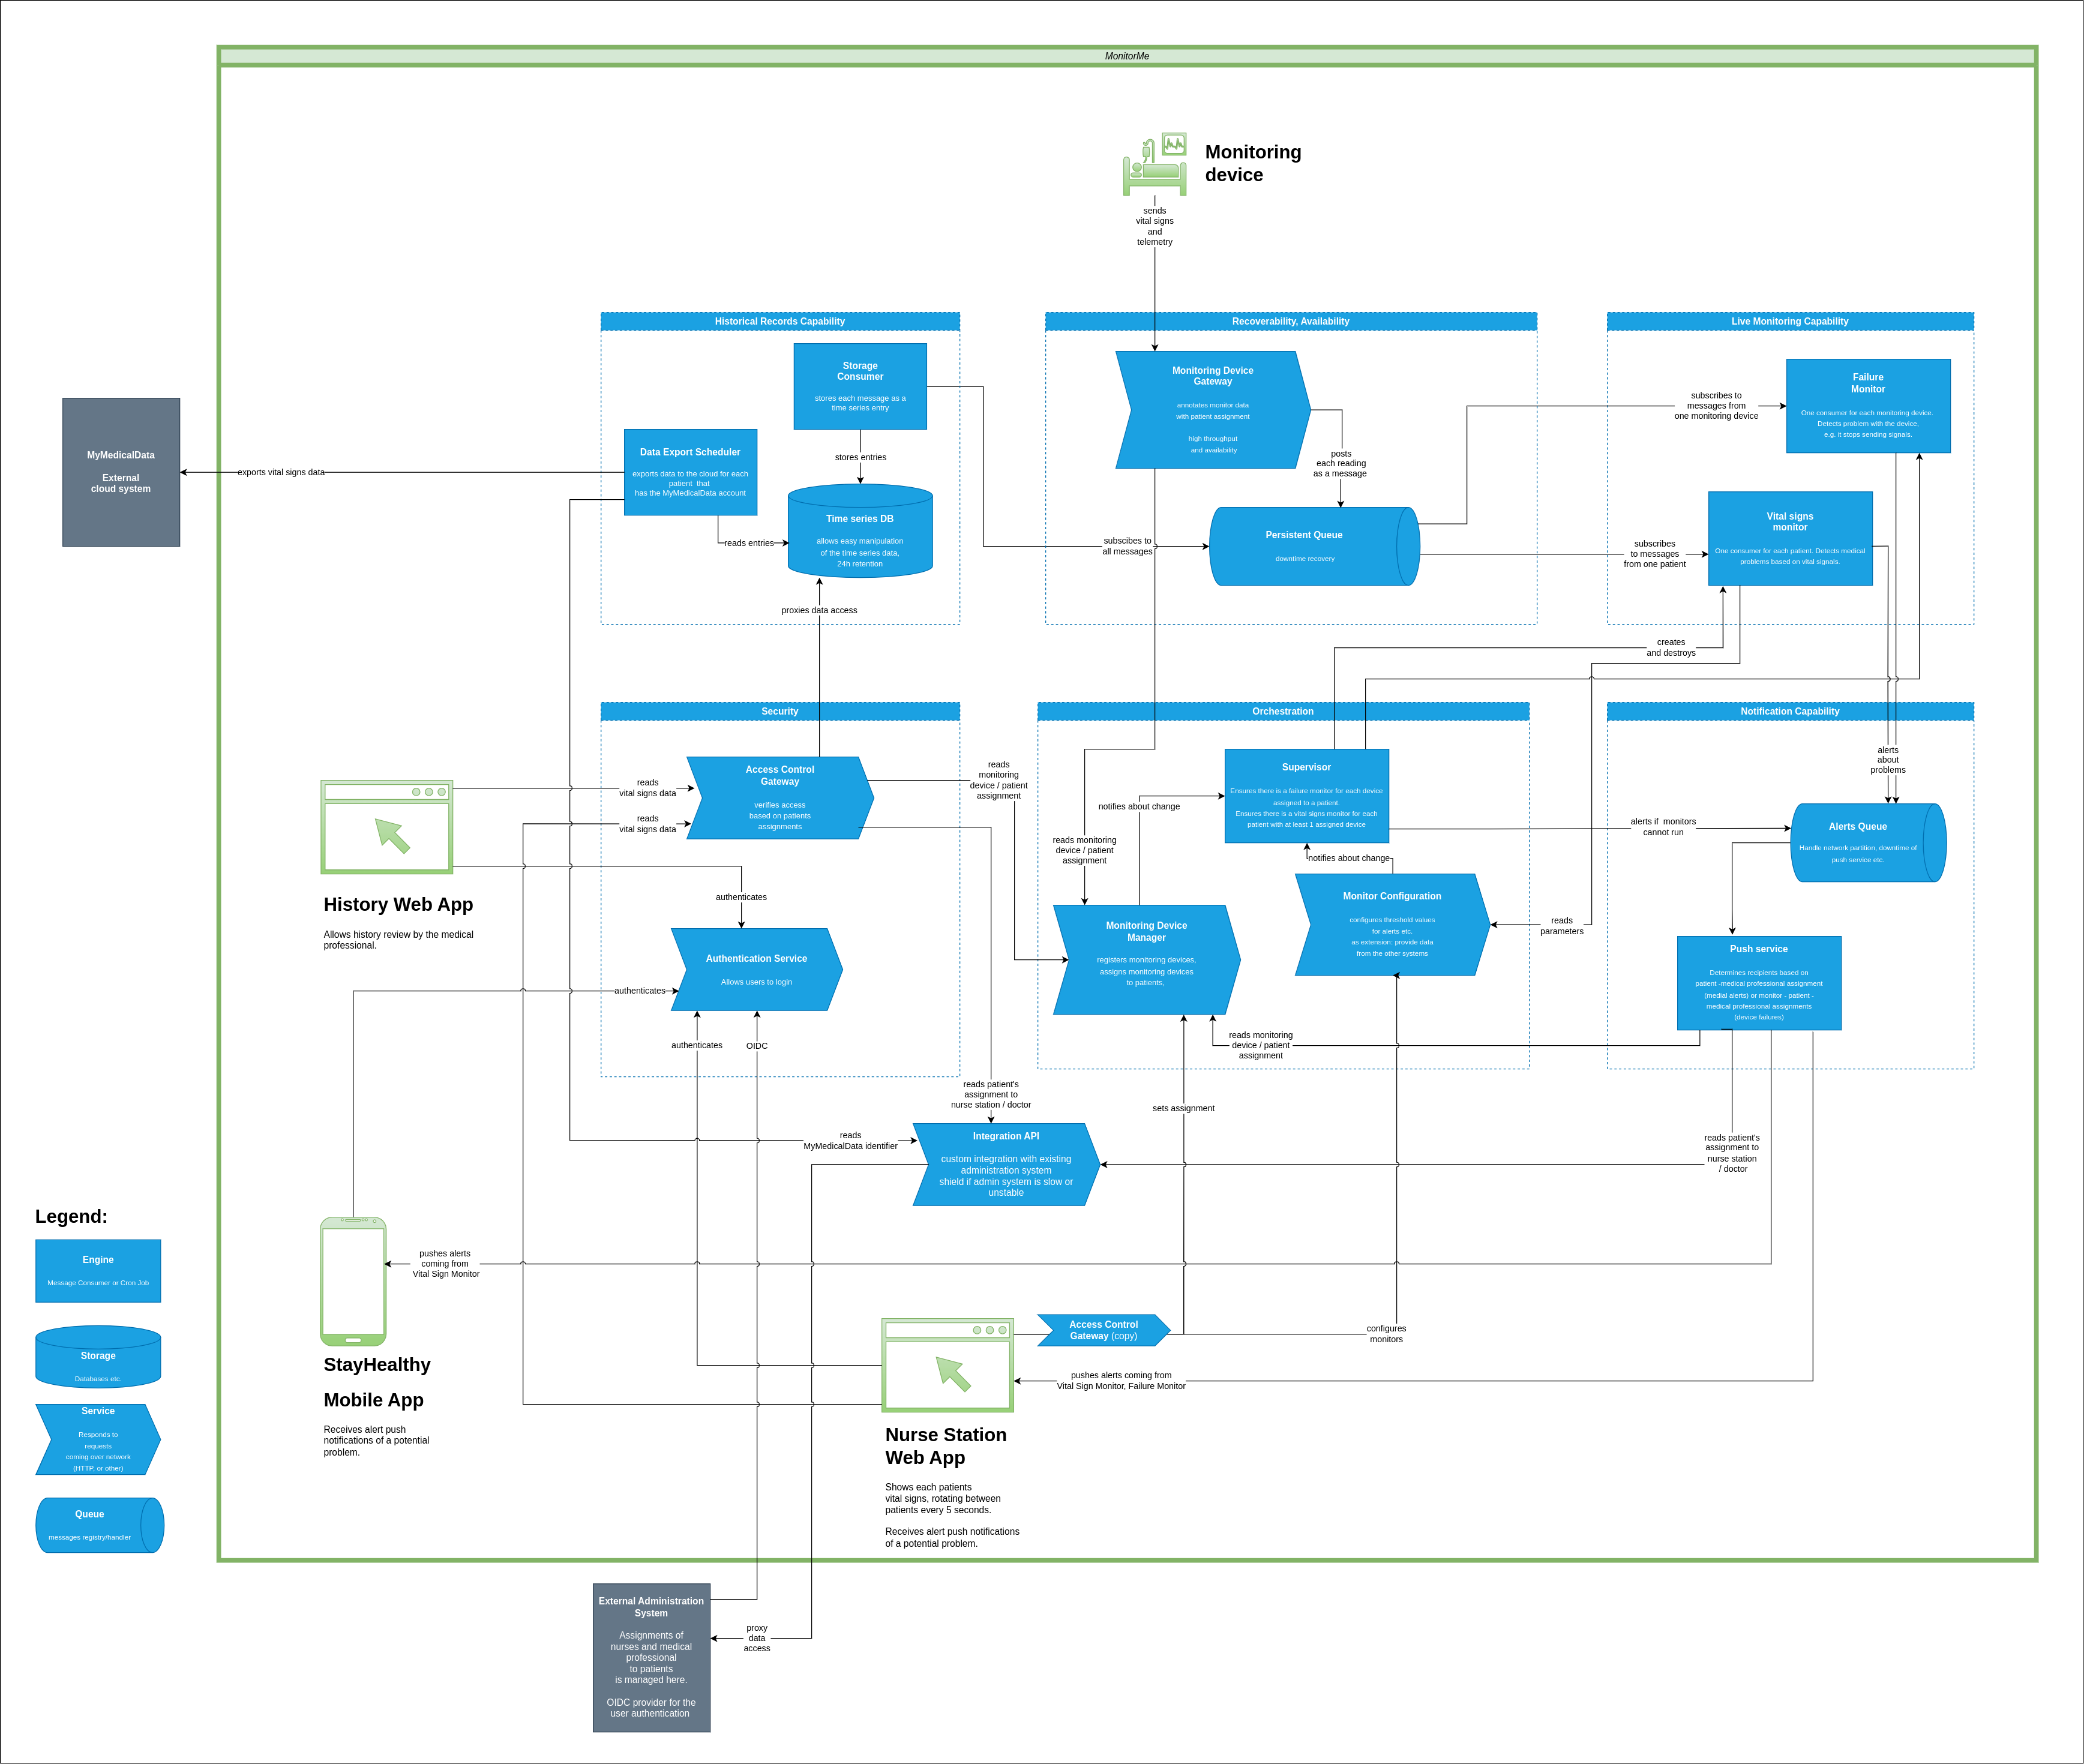 MonitorMe
Monitoring
device
sends
vital signs
and
telemetry
Historical Records Capability
Storage
Consumer
stores each message as a
time series entry
Data Export Scheduler
exports data to the cloud for each
patient that
has the MyMedicalData account
stores entries
reads entries
Time series DB
allows easy manipulation
of the time series data,
24h retention
proxies data access
MyMedicalData
External
cloud system
exports vital signs data
Recoverability, Availability
Monitoring Device
Gateway
annotates monitor data
with patient annotation
high throughput
and availability
posts
each reading
as a message
subscibes to
all messages
Persistent Queue
downtime recovery
Live Monitoring Capability
subscribes to
messages from
one monitoring device
Failure
Monitor
One consumer for each monitoring device.
Detects problem with the device,
e.g. it stops sending signals.
subscribes
to messages
from one patient
Vital signs
monitor
One consumer for each patient. Detects medical
problems based on vital signals.
creates
and destroys
Security
Access Control
Gateway
verifies access
based on patients
assignments
reads
vital signs data
reads
vital signs data
authenticates
Authentication Service
Allows users to login
authenticates
authenticates
OIDC
History Web App
Allows history review by the medical
professional.
reads
monitoring
device / patient
assignment
Orchestration
Supervisor
Ensures there is a failure monitor for each device
assigned to a patient.
Ensures there is a vital signs monitor for each
patient with at least 1 assigned device
notifies about change
reads monitoring
device / patient
assignment
notifies about change
Monitoring Device
Manager
registers monitoring devices,
assigns monitoring devices
to patients,
Monitor Configuration
configures threshold values
for alerts etc.
as extension: provide data
from the other systems
reads
parameters
reads monitoring
device / patient
assignment
sets assignment
Notification Capability
alerts
about
problems
alerts if monitors
cannot run
Alerts Queue
Handle network partition, downtime of
push service etc.
Push service
Determines recipients based on
patient -medical professional assignment
(medial alerts) or monitor - patient -
medical professional assignments
(device failures)
reads patient's
assignment to
nurse station / doctor
reads
MyMedicalData identifier
Integration API
custom integration with existing
administration system
shield if admin system is slow or
unstable
reads patient's
assignment to
nurse station
/ doctor
pushes alerts
coming from
Vital Sign Monitor
StayHealthy
Mobile App
Receives alert push
notifications of a potential
problem.
Access Control
Gateway (copy)
configures
monitors
pushes alerts coming from
Vital Sign Monitor, Failure Monitor
Nurse Station
Web App
Shows each patients
vital signs, rotating between
patients every 5 seconds.
Receives alert push notifications
of a potential problem.
External Administration
System
Assignments of
nurses and medical
professional
to patients
is managed here.
OIDC provider for the
user authentication
proxy
data
access
Legend:
Engine
Message Consumer or Cron Job
Storage
Databases etc.
Service
Responds to
requests
coming over network
(HTTP, or other)
Queue
messages registry/handler